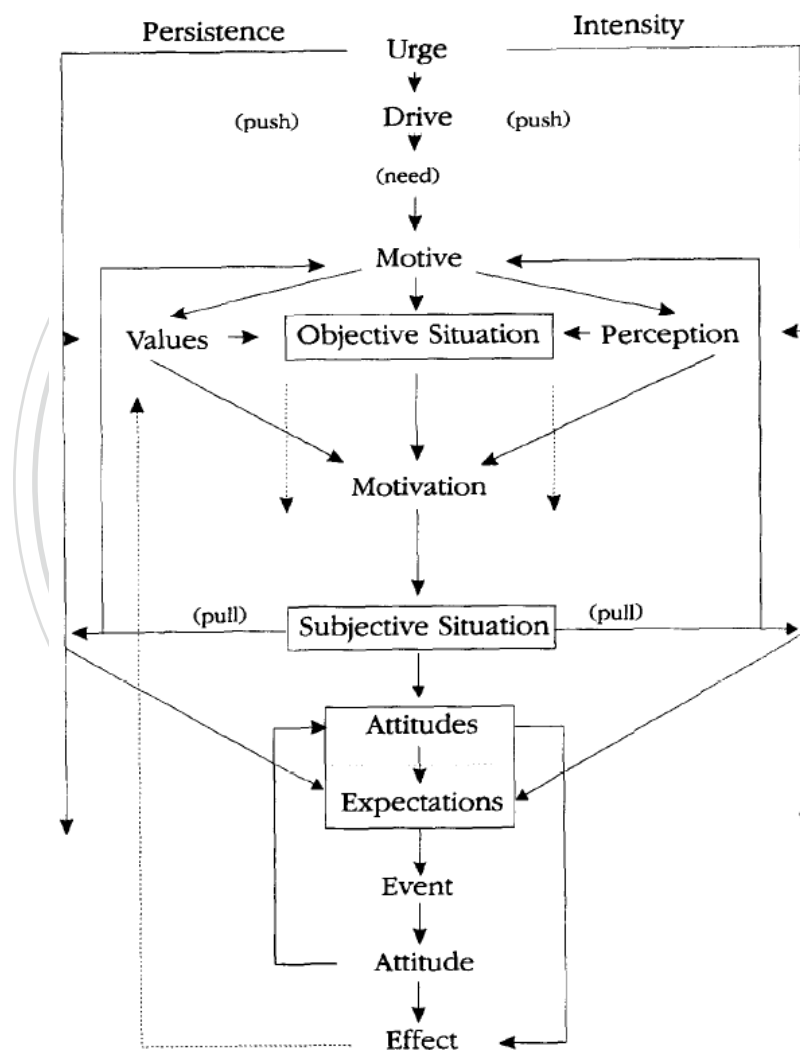 Persistence
Intensity
Urge
(push)
Drive
(push)
(need)
Motive
Values
Objective Situation
Perception
Motivation
(pull)
Subjective Situation
(pull)
Attitudes
Expectations
Event
Attitude
Effect